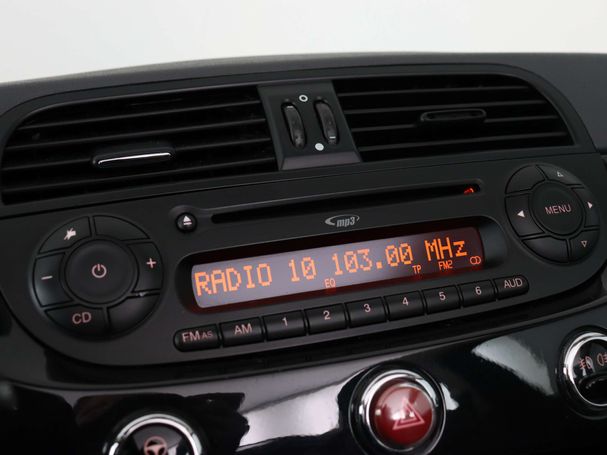 mp3
MENU
RADIO 10 103.00 MHz
EQ TP FM2 CD
CD
FM AS AM 1 2 3 4 5 6 AUD